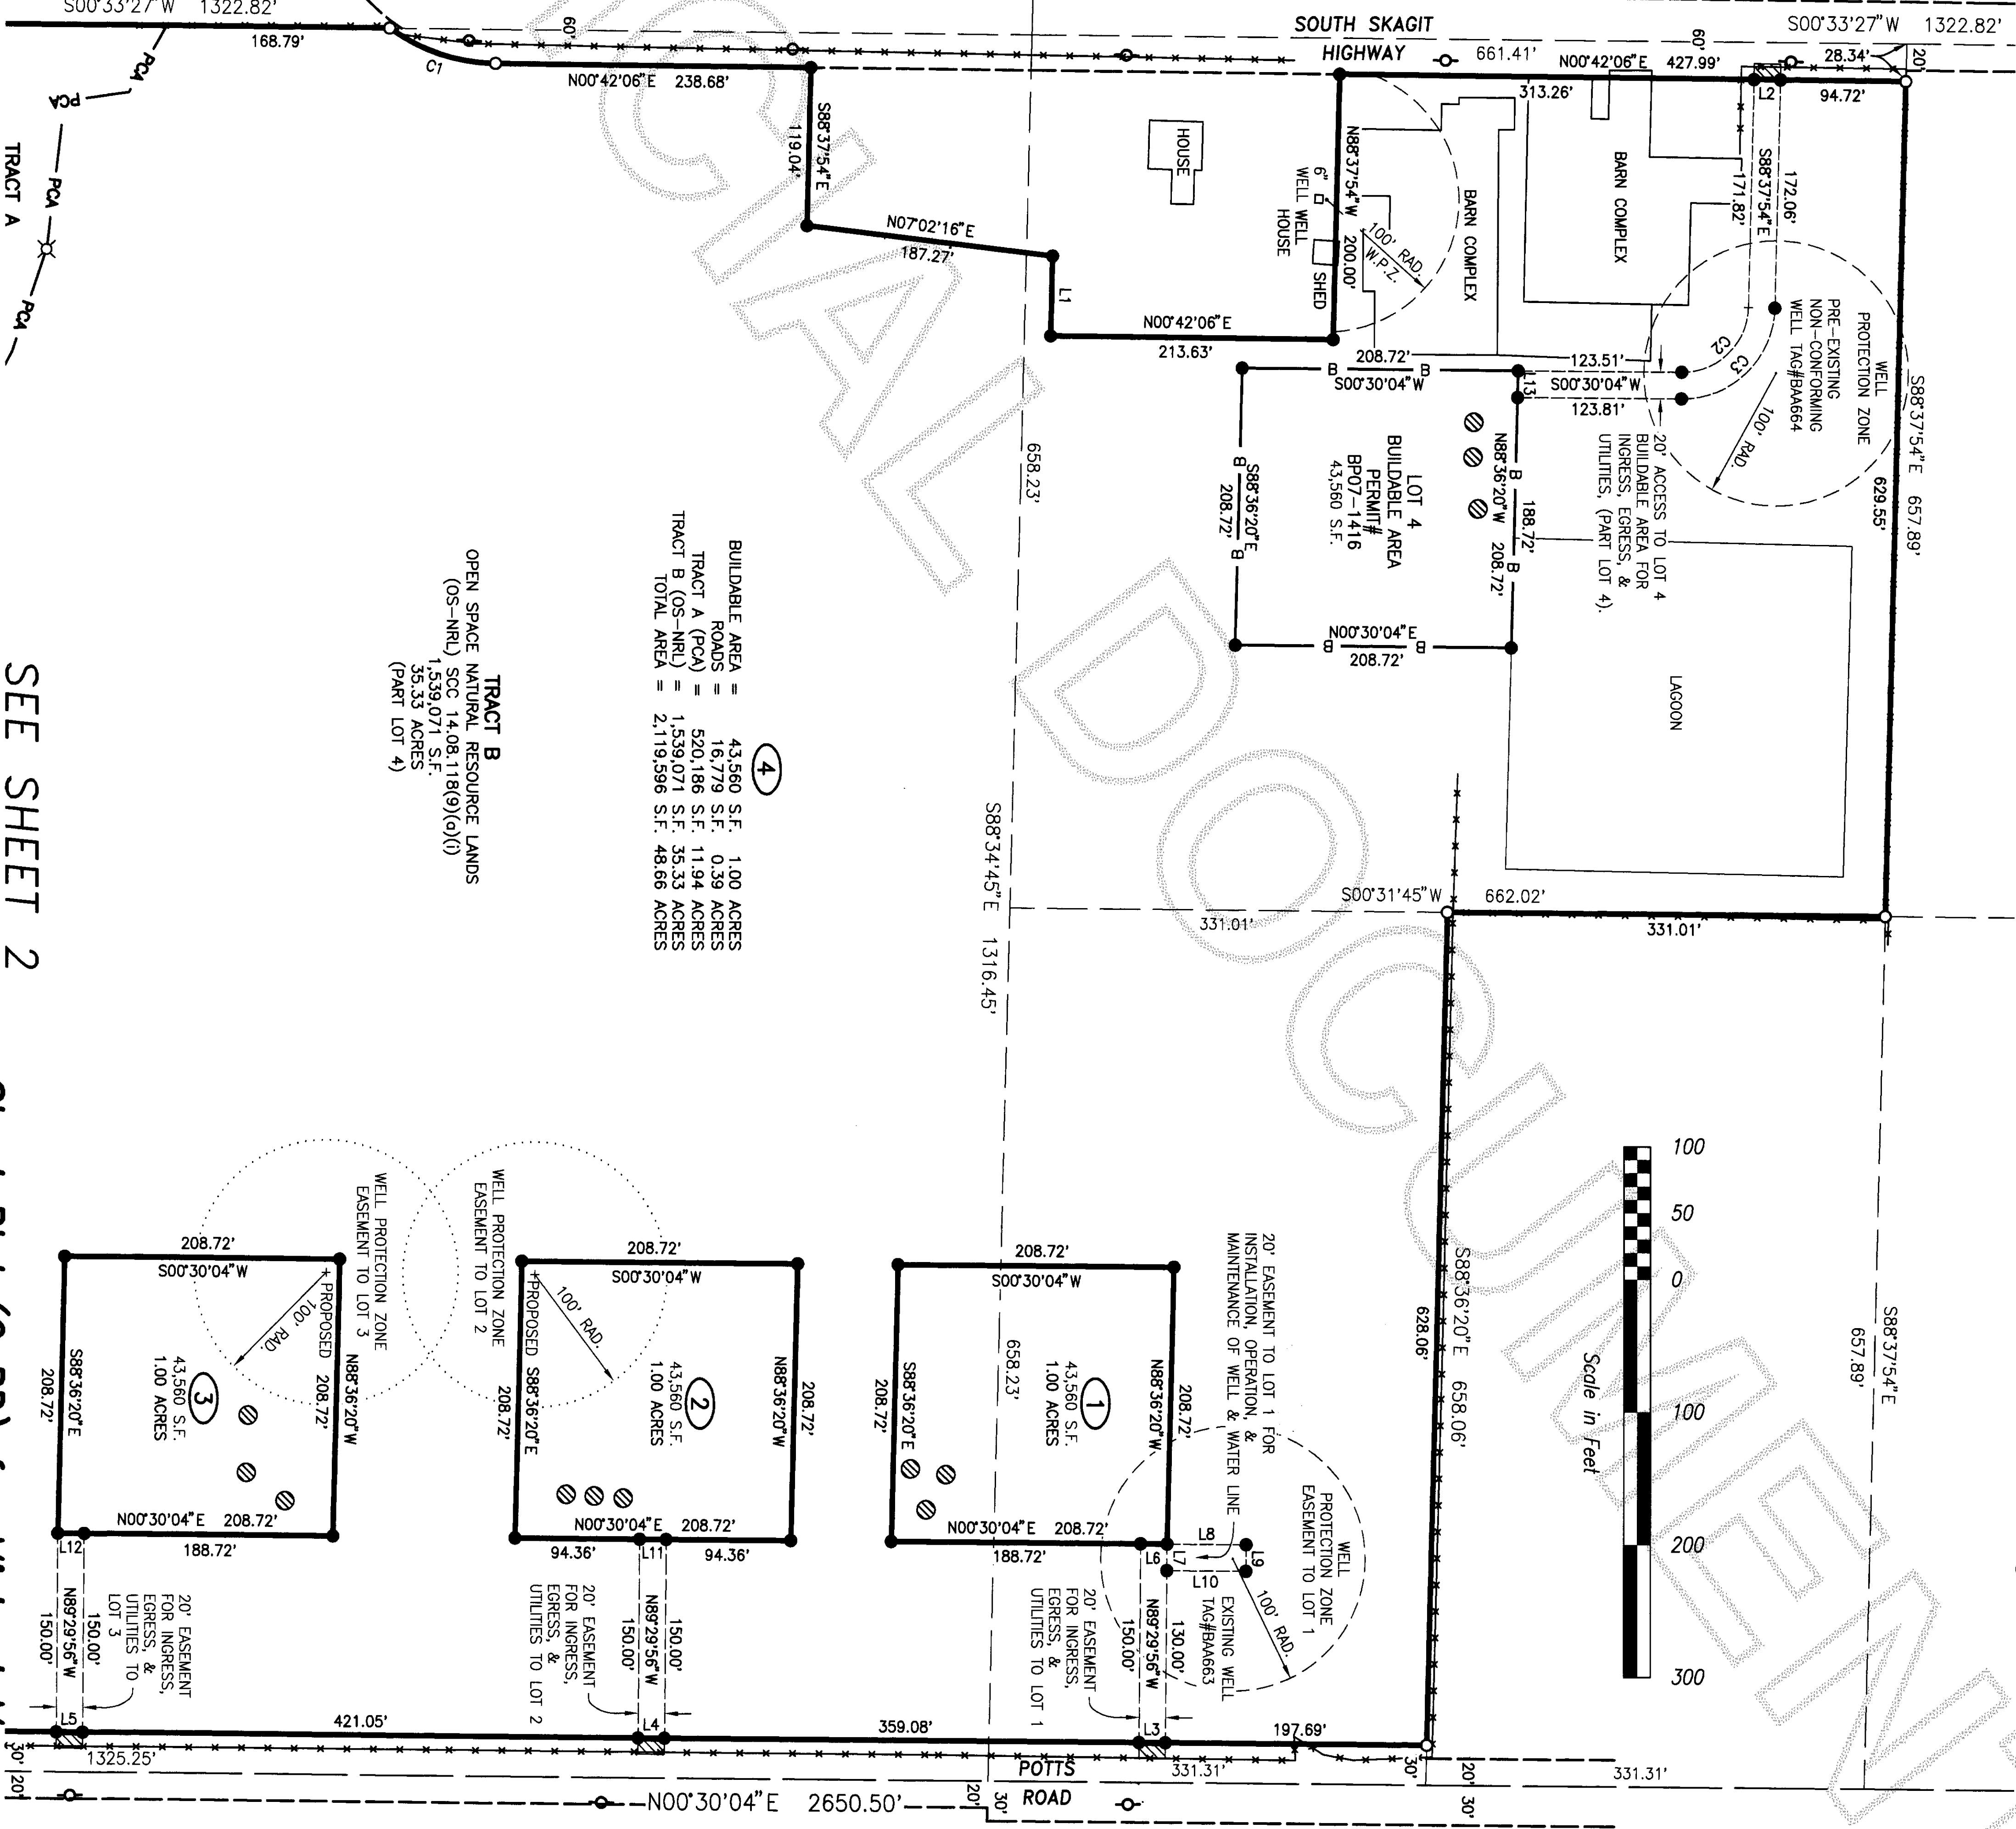 S00°33'27"W 1322.82'
168.79'
60'
SOUTH SKAGIT
HIGHWAY
661.41'
60'
S00°33'27"W 1322.82'
28.34'
20'
C1
N00°42'06"E 238.68'
N00°42'06"E 427.99'
313.26'
L2
94.72'
PCA
PCA
PCA
PCA
TRACT A
S88°37'54"E
119.04'
N07°02'16"E
187.27'
L1
N00°42'06"E
213.63'
HOUSE
6"
WELL
WELL
HOUSE
SHED
N88°37'54"W 200.00'
100' RAD.
W.P.Z.
BARN COMPLEX
BARN COMPLEX
172.06'
S88°37'54"E
171.82'
WELL
PROTECTION ZONE
PRE-EXISTING
NON-CONFORMING
WELL TAG#BAA664
C2
C3
100' RAD.
S88°37'54"E 657.89'
629.55'
123.51'
S00°30'04"W
123.81'
L13
20' ACCESS TO LOT 4
BUILDABLE AREA FOR
INGRESS, EGRESS, &
UTILITIES, (PART LOT 4).
208.72'
B B
S00°30'04"W
B B
S88°36'20"E
208.72'
LOT 4
BUILDABLE AREA
PERMIT#
BP07-1416
43,560 S.F.
B B
188.72'
N88°36'20"W 208.72'
N00°30'04"E
B B
208.72'
LAGOON
658.23'
S88°34'45"E 1316.45'
S00°31'45"W 662.02'
331.01'
331.01'
4
BUILDABLE AREA = 43,560 S.F. 1.00 ACRES
ROADS = 16,779 S.F. 0.39 ACRES
TRACT A (PCA) = 520,186 S.F. 11.94 ACRES
TRACT B (OS-NRL) = 1,539,071 S.F. 35.33 ACRES
TOTAL AREA = 2,119,596 S.F. 48.66 ACRES
TRACT B
OPEN SPACE NATURAL RESOURCE LANDS
(OS-NRL) SCC 14.08.118(9)(a)(i)
1,539,071 S.F.
35.33 ACRES
(PART LOT 4)
SEE SHEET 2
S88°36'20"E 658.06'
628.06'
S88°37'54"E
657.89'
100 50 0 100 200 300
Scale in Feet
20' EASEMENT TO LOT 1 FOR
INSTALLATION, OPERATION, &
MAINTENANCE OF WELL & WATER LINE
WELL
PROTECTION ZONE
EASEMENT TO LOT 1
100' RAD.
EXISTING WELL
TAG#BAA663
L8
L9
L10
L7
L6
208.72'
S00°30'04"W
N88°36'20"W
208.72'
1
43,560 S.F.
1.00 ACRES
658.23'
S88°36'20"E
208.72'
N00°30'04"E 208.72'
188.72'
130.00'
N89°29'56"W
150.00'
20' EASEMENT
FOR INGRESS,
EGRESS, &
UTILITIES TO LOT 1
WELL PROTECTION ZONE
EASEMENT TO LOT 2
208.72'
S00°30'04"W
N88°36'20"W
208.72'
100' RAD.
2
43,560 S.F.
1.00 ACRES
PROPOSED
S88°36'20"E
208.72'
N00°30'04"E 208.72'
94.36'
L11
94.36'
150.00'
N89°29'56"W
150.00'
20' EASEMENT
FOR INGRESS,
EGRESS, &
UTILITIES TO LOT 2
WELL PROTECTION ZONE
EASEMENT TO LOT 3
208.72'
S00°30'04"W
PROPOSED
208.72'
N88°36'20"W
100' RAD.
3
43,560 S.F.
1.00 ACRES
S88°36'20"E
208.72'
N00°30'04"E 208.72'
188.72'
L12
150.00'
N89°29'56"W
150.00'
20' EASEMENT
FOR INGRESS,
EGRESS, &
UTILITIES TO
LOT 3
L5
421.05'
L4
359.08'
L3
197.69'
30'
20'
1325.25'
N00°30'04"E 2650.50'
20'
30'
POTTS
ROAD
331.31'
30'
20'
30'
331.31'
CIAL DOCUMEN